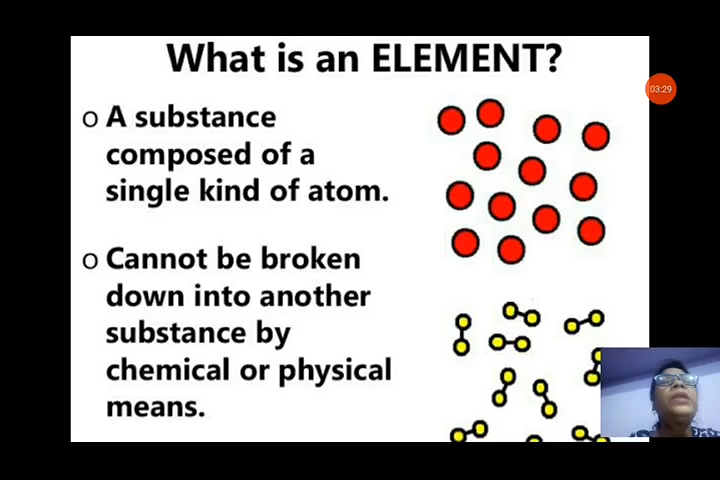 What is an ELEMENT?
03:29
o A substance
composed of a
single kind of atom.
o Cannot be broken
down into another
substance by
chemical or physical
means.